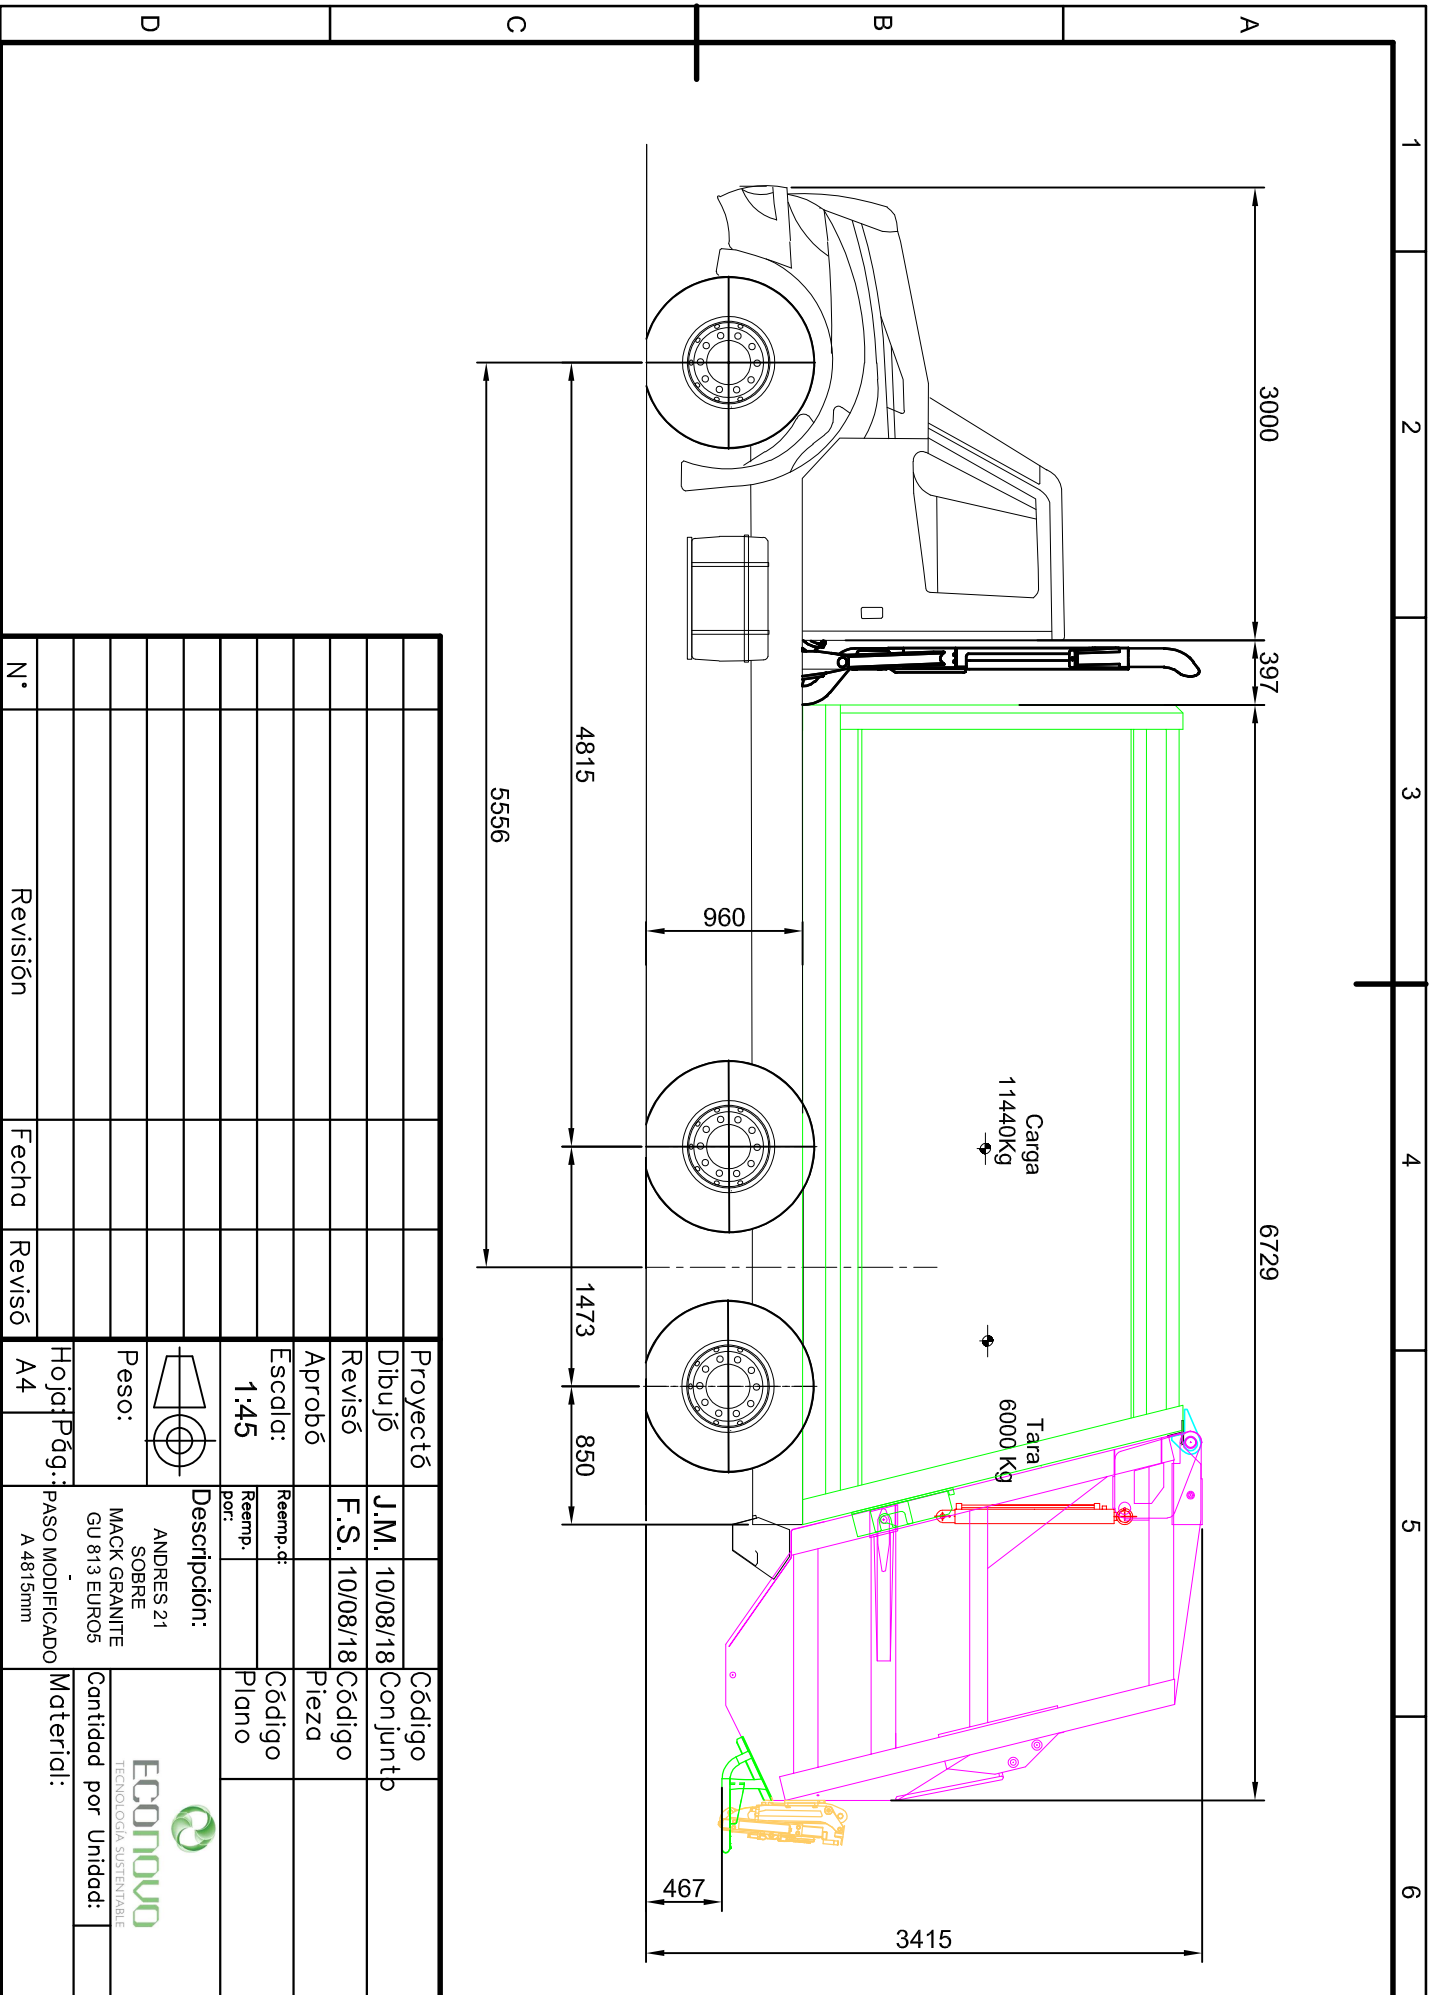 1
2
3
4
5
6
A
B
C
D
3000
397
6729
Carga
11440Kg
Tara
6000 Kg
960
4815
1473
850
5556
467
3415
Proyectó
Código
Conjunto
Dibujó
J.M.
10/08/18
Revisó
F.S.
10/08/18
Código
Pieza
Aprobó
Escala:
1:45
Reemp.a:
Reemp.
por:
Código
Plano
Descripción:
ANDRES 21
SOBRE
MACK GRANITE
GU 813 EURO5
-
PASO MODIFICADO
A 4815mm
Peso:
Hoja:
A4
Pág.:
ECONOVO
TECNOLOGÍA SUSTENTABLE
Cantidad por Unidad:
Material:
N°
Revisión
Fecha
Revisó